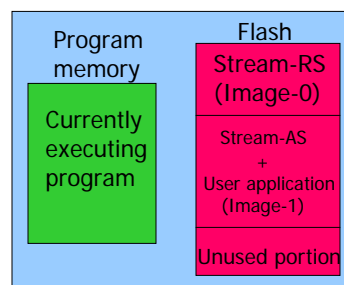 Program
memory
Currently
executing
program
Flash
Stream-RS
(Image-0)
Stream-AS
+
User application
(Image-1)
Unused portion